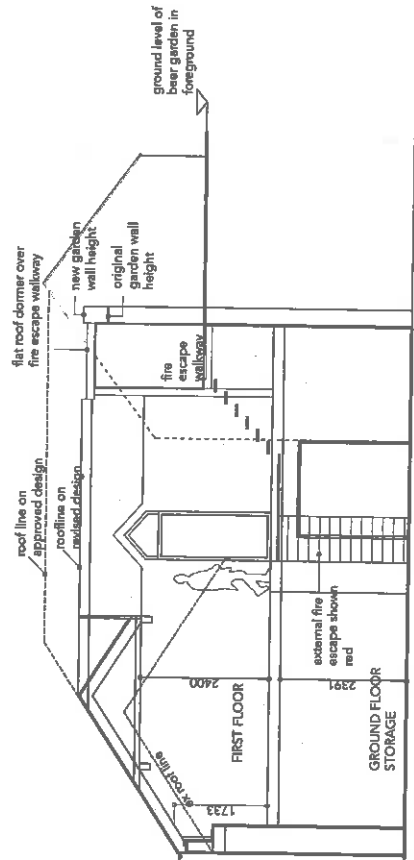 roof line on
approved design
roofline on
revised design
flat roof dormer over
fire escape walkway
new garden
wall height
original
garden wall
height
ground level of
beer garden in
foreground
fire
escape
walkway
ex roof line
1733
2400
FIRST FLOOR
external fire
escape shown
red
2391
GROUND FLOOR
STORAGE